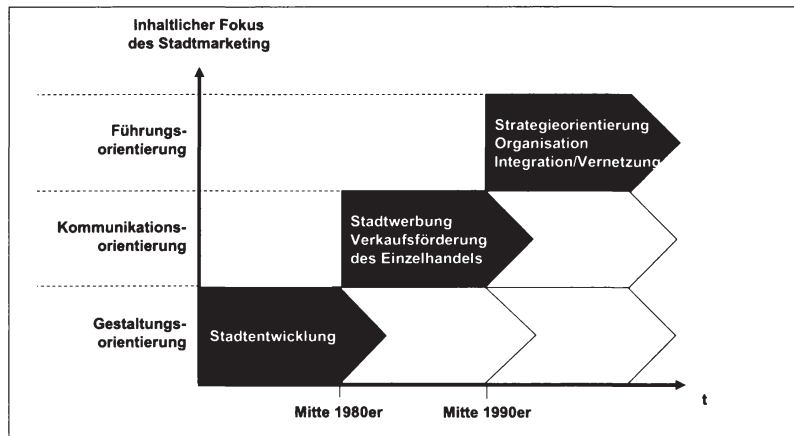 Inhaltlicher Fokus
des Stadtmarketing
Führungs-
orientierung
Strategieorientierung
Organisation
Integration/Vernetzung
Kommunikations-
orientierung
Stadtwerbung
Verkaufsförderung
des Einzelhandels
Gestaltungs-
orientierung
Stadtentwicklung
Mitte 1980er
Mitte 1990er
t